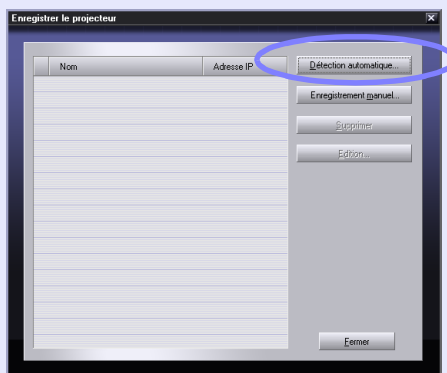 Enregistrer le projecteur
Nom Adresse IP
Détection automatique...
Enregistrement manuel...
Supprimer
Edition...
Fermer